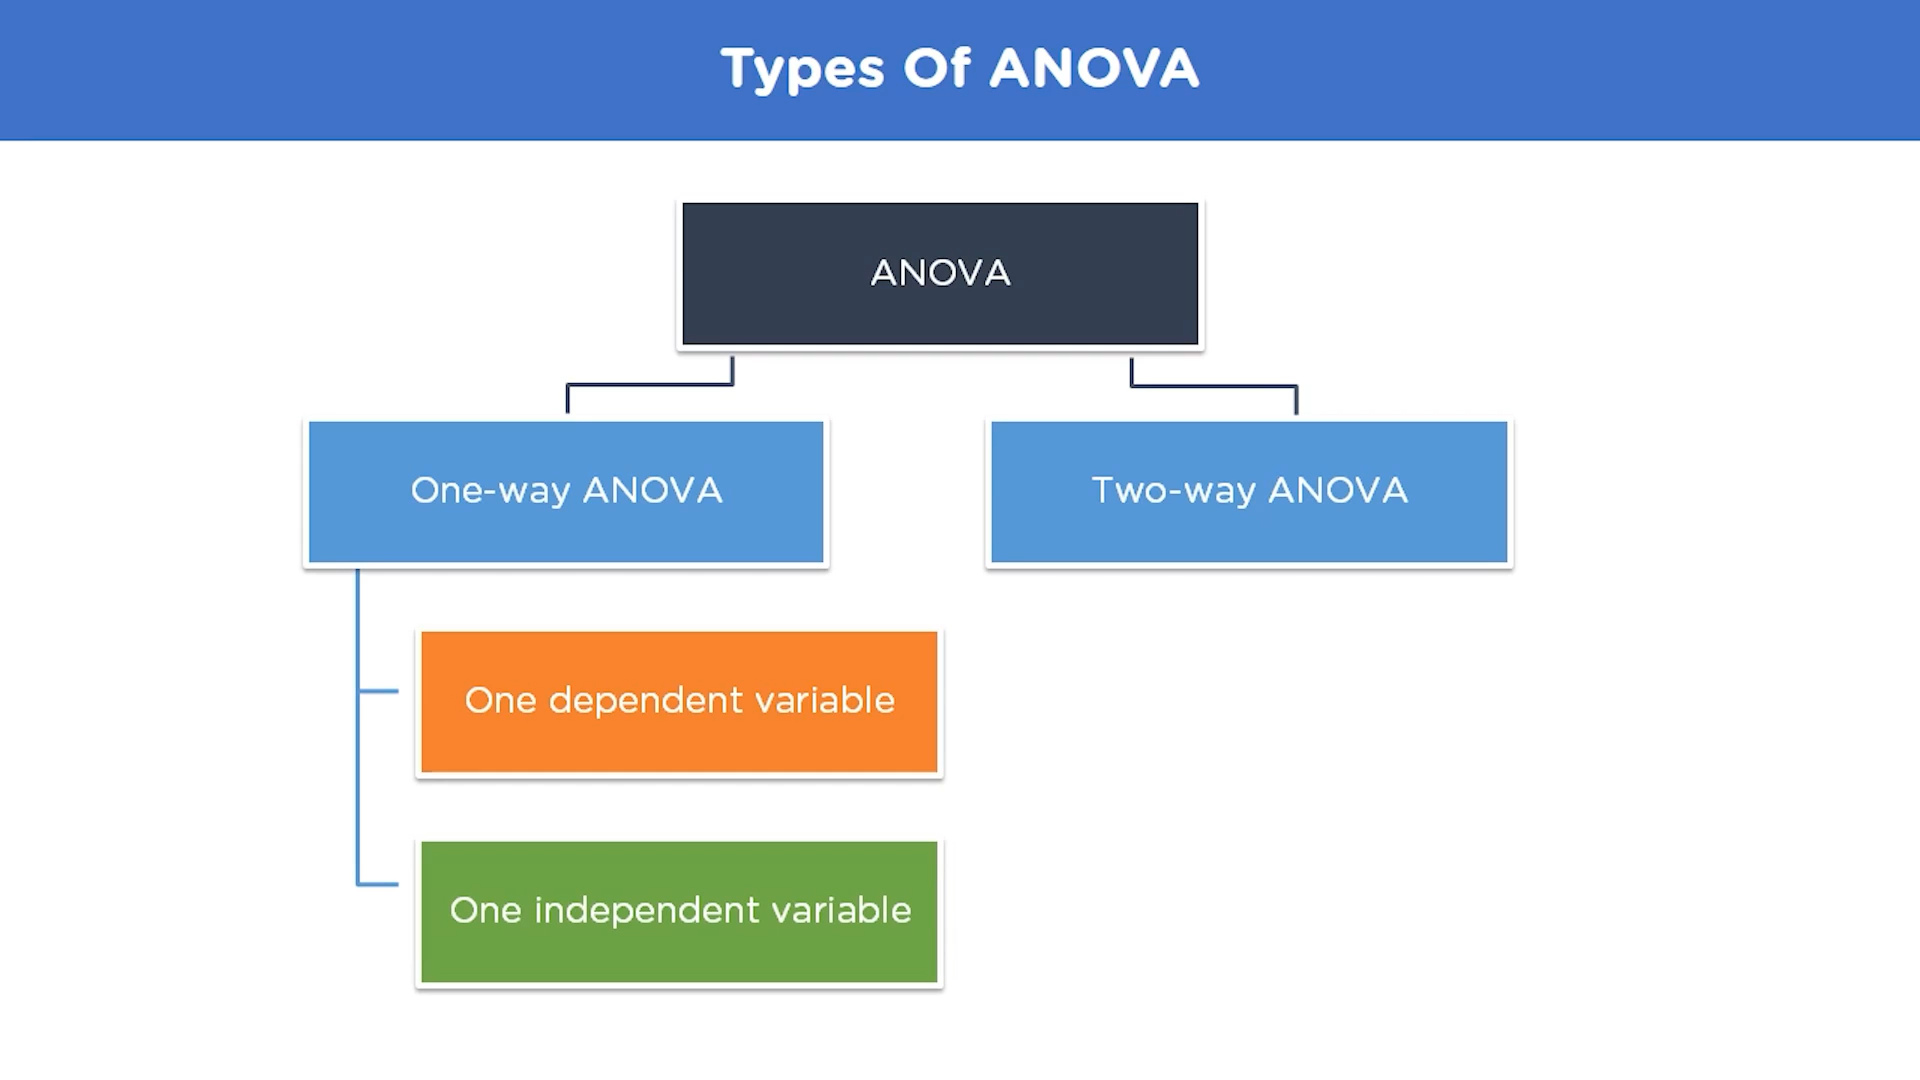 Types Of ANOVA
ANOVA
One-way ANOVA
Two-way ANOVA
One dependent variable
One independent variable